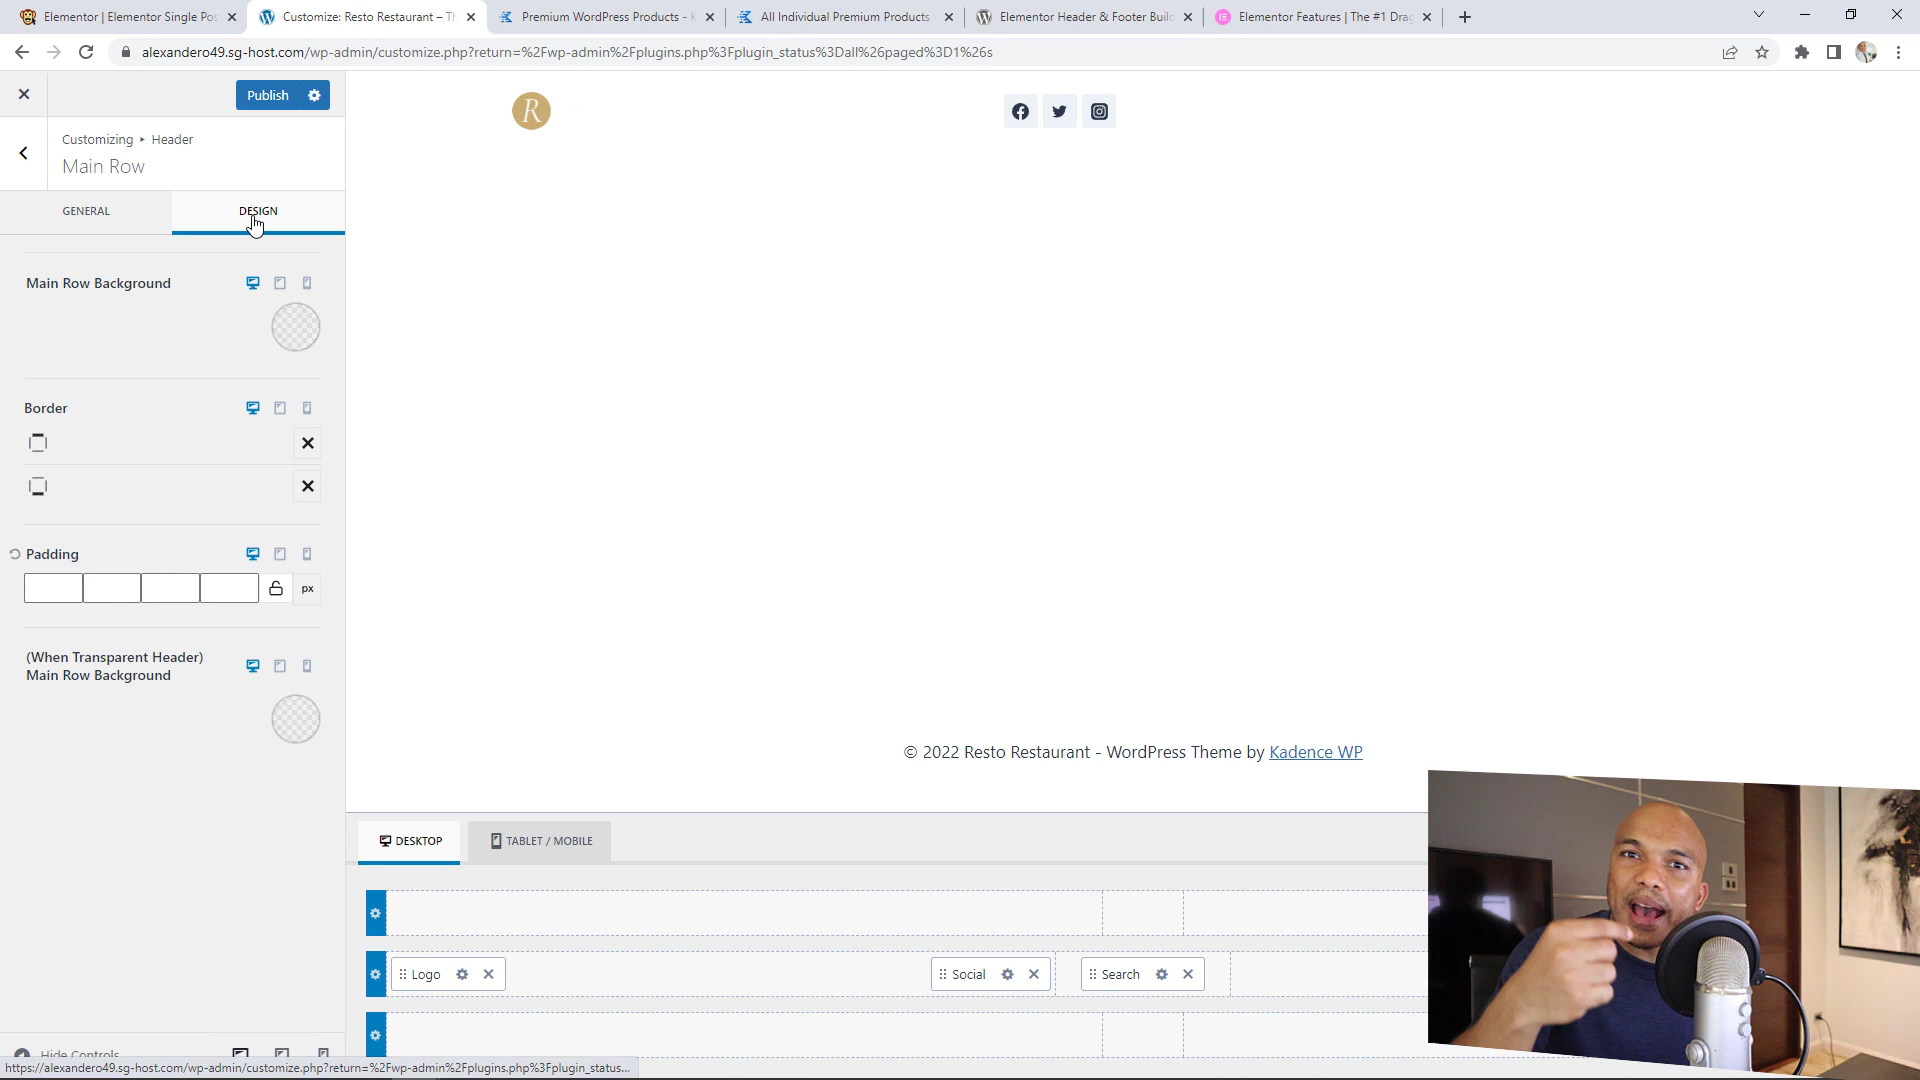 Elementor | Elementor Single Pos
Customize: Resto Restaurant – Th
Premium WordPress Products - K
All Individual Premium Products
Elementor Header & Footer Build
Elementor Features | The #1 Drag
alexandero49.sg-host.com/wp-admin/customize.php?return=%2Fwp-admin%2Fplugins.php%3Fplugin_status%3Dall%26paged%3D1%26s
Publish
Customizing ▸ Header
Main Row
GENERAL
DESIGN
Main Row Background
Border
Padding
px
(When Transparent Header)
Main Row Background
Hide Controls
https://alexandero49.sg-host.com/wp-admin/customize.php?return=%2Fwp-admin%2Fplugins.php%3Fplugin_status...
R
© 2022 Resto Restaurant - WordPress Theme by Kadence WP
DESKTOP
TABLET / MOBILE
Logo
Social
Search